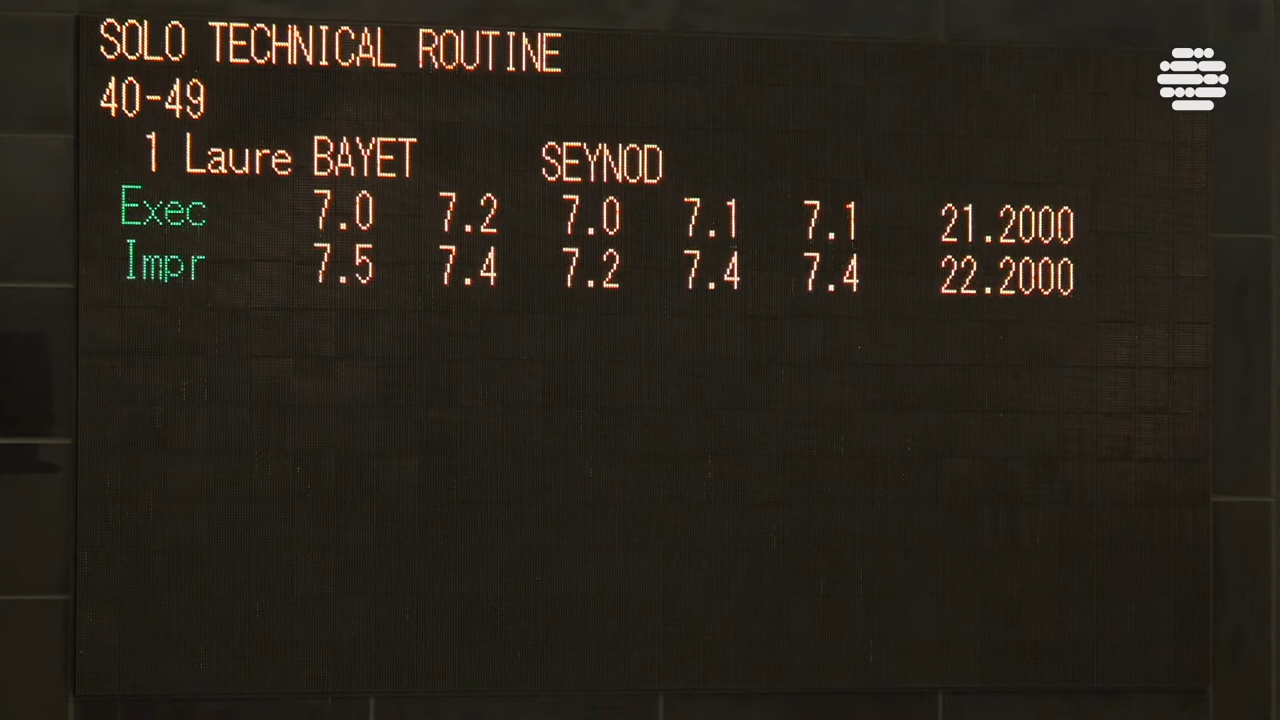 SOLO TECHNICAL ROUTINE
40-49
1 Laure BAYET SEYNOD
Exec 7.0 7.2 7.0 7.1 7.1 21.2000
Impr 7.5 7.4 7.2 7.4 7.4 22.2000